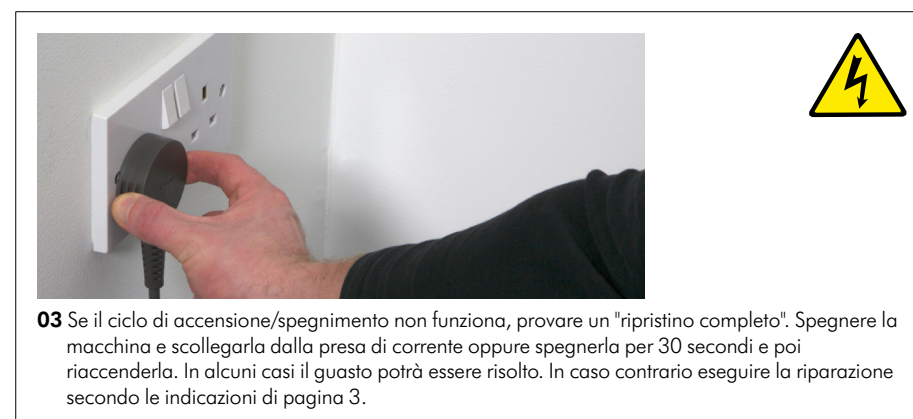 03 Se il ciclo di accensione/spegnimento non funziona, provare un "ripristino completo". Spegnere la
macchina e scollegarla dalla presa di corrente oppure spegnerla per 30 secondi e poi
riaccenderla. In alcuni casi il guasto potrà essere risolto. In caso contrario eseguire la riparazione
secondo le indicazioni di pagina 3.